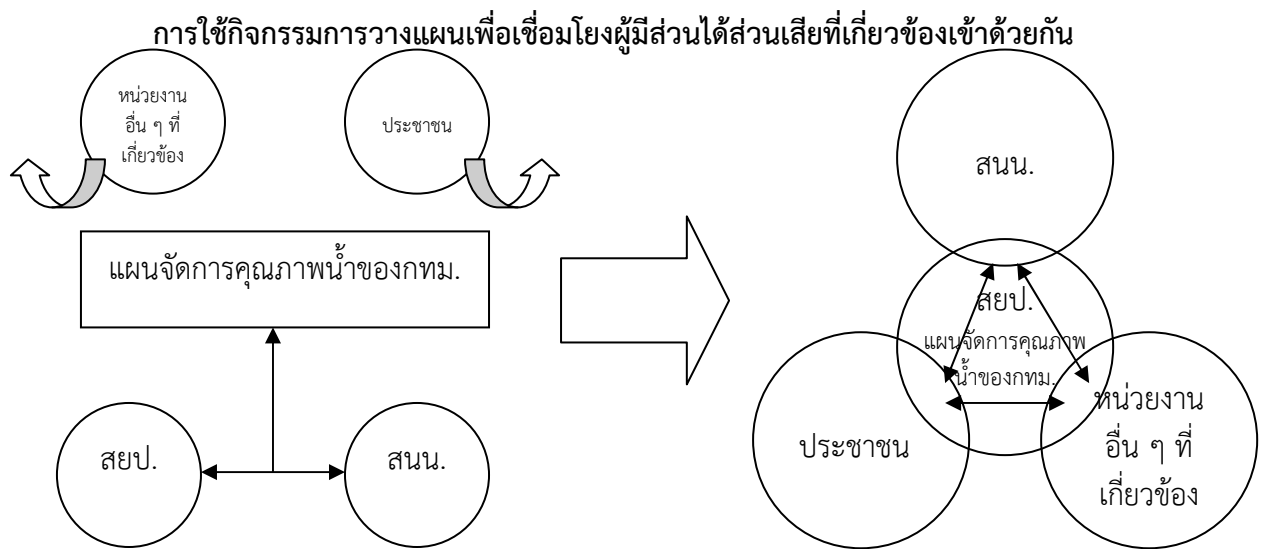 การใช้กิจกรรมการวางแผนเพื่อเชื่อมโยงผู้มีส่วนได้ส่วนเสียที่เกี่ยวข้องเข้าด้วยกัน
หน่วยงาน
อื่น ๆ ที่
เกี่ยวข้อง
ประชาชน
แผนจัดการคุณภาพน้ำของกทม.
สยป.
สนน.
สนน.
สยป.
แผนจัดการคุณภาพ
น้ำของกทม.
ประชาชน
หน่วยงาน
อื่น ๆ ที่
เกี่ยวข้อง